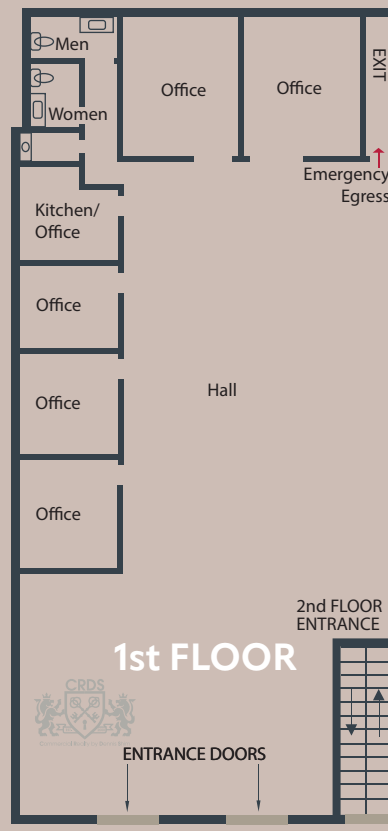 Men
EXIT
Office
Office
Women
Emergency
Egress
Kitchen/
Office
Office
Office
Hall
Office
2nd FLOOR
ENTRANCE
1st FLOOR
CRDS
ENTRANCE DOORS